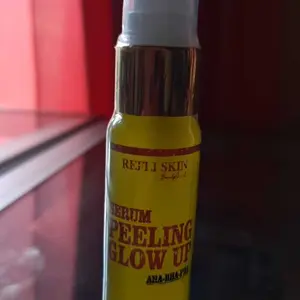 REFLI SKIN
SERUM
PEELING
GLOW UP
AHA-BHA-PHA